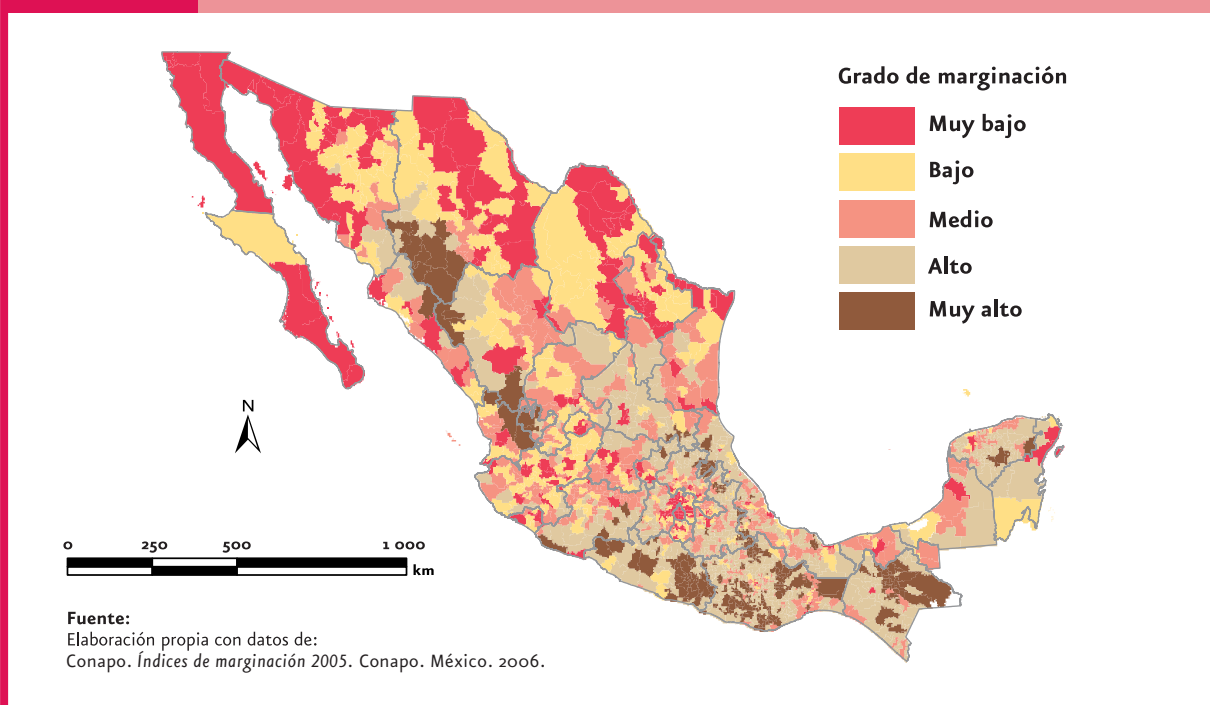 Grado de marginación
Muy bajo
Bajo
Medio
Alto
Muy alto
N
0 250 500 1 000
km
Fuente:
Elaboración propia con datos de:
Conapo. Índices de marginación 2005. Conapo. México. 2006.